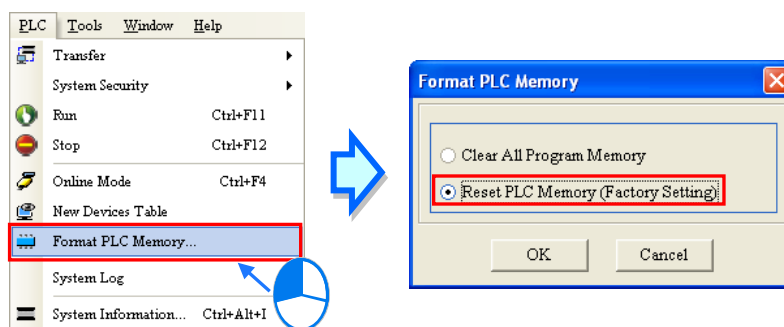 PLC Tools Window Help
Transfer
System Security
Run Ctrl+F11
Stop Ctrl+F12
Online Mode Ctrl+F4
New Devices Table
Format PLC Memory...
System Log
System Information... Ctrl+Alt+I
Format PLC Memory
Clear All Program Memory
Reset PLC Memory (Factory Setting)
OK Cancel